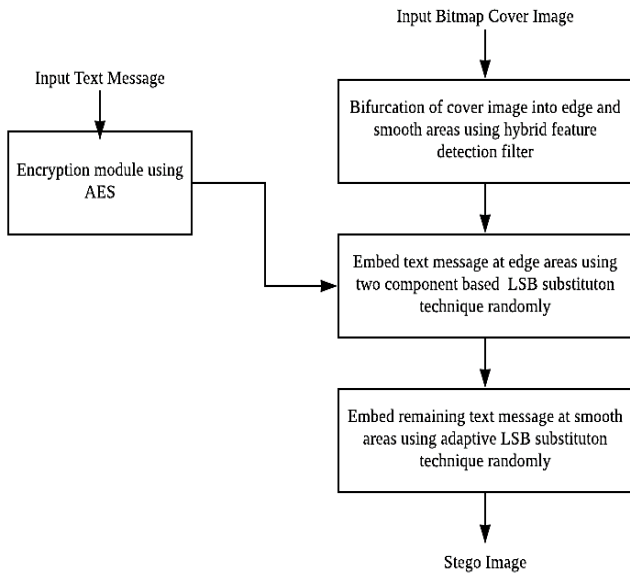 Input Bitmap Cover Image
Input Text Message
Bifurcation of cover image into edge and
smooth areas using hybrid feature
detection filter
Encryption module using
AES
Embed text message at edge areas using
two component based LSB substituton
technique randomly
Embed remaining text message at smooth
areas using adaptive LSB substituton
technique randomly
Stego Image